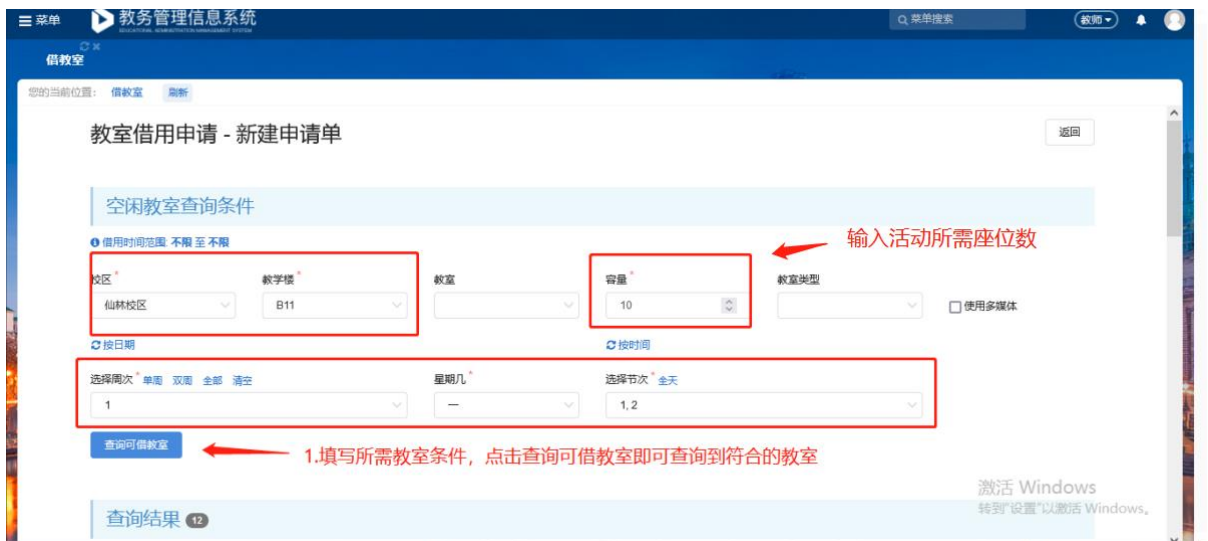 菜单 教务管理信息系统 菜单搜索 教师
EDUCATIONAL ADMINISTRATION MANAGEMENT SYSTEM
借教室
您的当前位置： 借教室 刷新
教室借用申请 - 新建申请单 返回
空闲教室查询条件
借用时间范围: 不限 至 不限
输入活动所需座位数
校区* 教学楼* 教室 容量* 教室类型
仙林校区 B11 10 使用多媒体
按日期 按时间
选择周次* 单周 双周 全部 清空 星期几* 选择节次* 全天
1 一 1, 2
查询可借教室
1.填写所需教室条件，点击查询可借教室即可查询到符合的教室
激活 Windows
转到"设置"以激活 Windows。
查询结果 12